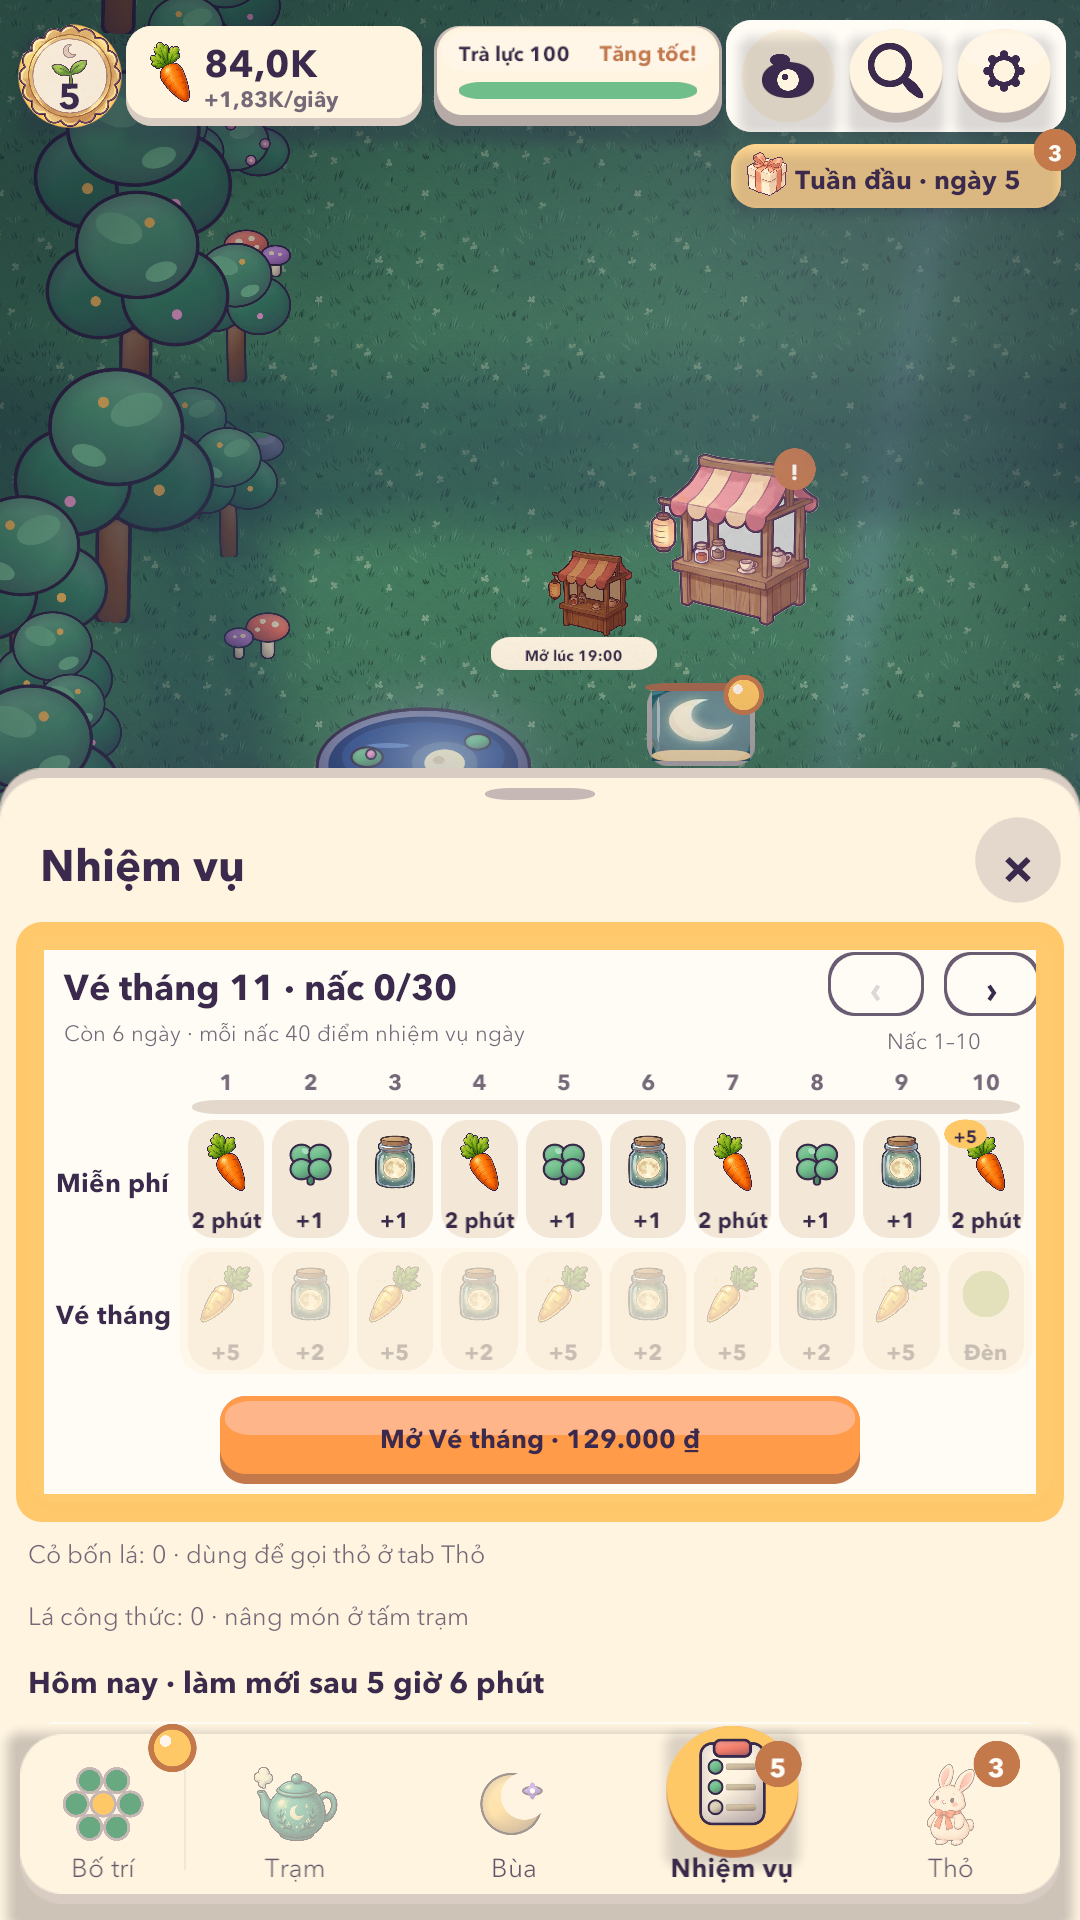 5
84,0K
+1,83K/giây
Trà lực 100
Tăng tốc!
3
Tuần đầu · ngày 5
!
Mở lúc 19:00
Nhiệm vụ
×
Vé tháng 11 · nấc 0/30
‹ ›
Còn 6 ngày · mỗi nấc 40 điểm nhiệm vụ ngày
Nấc 1–10
1 2 3 4 5 6 7 8 9 10
+5
Miễn phí
2 phút +1 +1 2 phút +1 +1 2 phút +1 +1 2 phút
Vé tháng
+5 +2 +5 +2 +5 +2 +5 +2 +5 Đèn
Mở Vé tháng · 129.000 ₫
Cỏ bốn lá: 0 · dùng để gọi thỏ ở tab Thỏ
Lá công thức: 0 · nâng món ở tấm trạm
Hôm nay · làm mới sau 5 giờ 6 phút
5 3
Bố trí Trạm Bùa Nhiệm vụ Thỏ